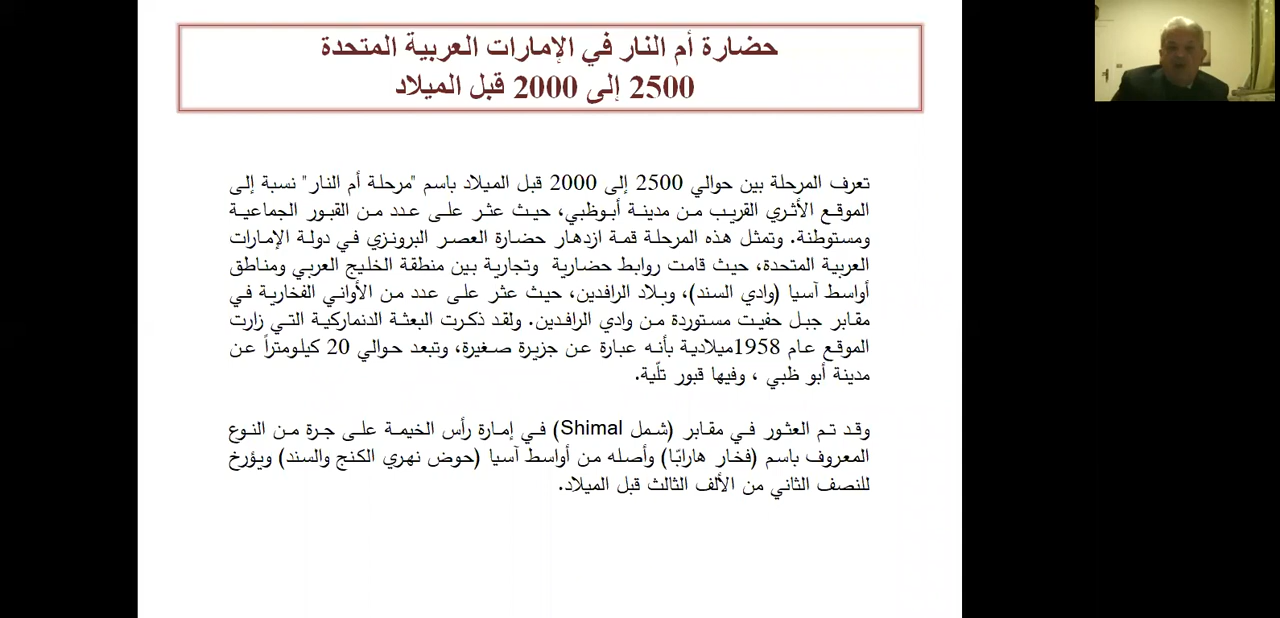 حضارة أم النار في الإمارات العربية المتحدة
2500 إلى 2000 قبل الميلاد
تعرف المرحلة بين حوالي 2500 إلى 2000 قبل الميلاد باسم "مرحلة أم النار" نسبة إلى
الموقع الأثري القريب من مدينة أبوظبي، حيث عثر على عدد من القبور الجماعية
ومستوطنة. وتمثل هذه المرحلة قمة ازدهار حضارة العصر البرونزي في دولة الإمارات
العربية المتحدة، حيث قامت روابط حضارية وتجارية بين منطقة الخليج العربي ومناطق
أواسط آسيا (وادي السند)، وبلاد الرافدين، حيث عثر على عدد من الأواني الفخارية في
مقابر جبل حفيت مستوردة من وادي الرافدين. ولقد ذكرت البعثة الدنماركية التي زارت
الموقع عام 1958ميلادية بأنه عبارة عن جزيرة صغيرة، وتبعد حوالي 20 كيلومتراً عن
مدينة أبو ظبي ، وفيها قبور تلّية.
وقد تم العثور في مقابر (شمل Shimal) في إمارة رأس الخيمة على جرة من النوع
المعروف باسم (فخار هارابّا) وأصله من أواسط آسيا (حوض نهري الكنج والسند) ويؤرخ
للنصف الثاني من الألف الثالث قبل الميلاد.